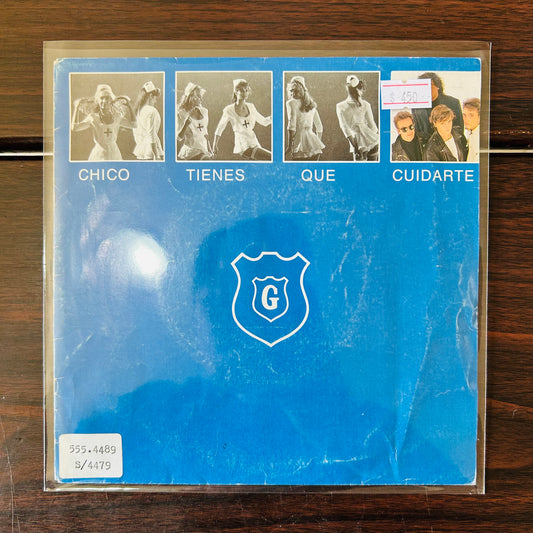 $ 450
CHICO TIENES QUE CUIDARTE
G
555.4489
S/4479